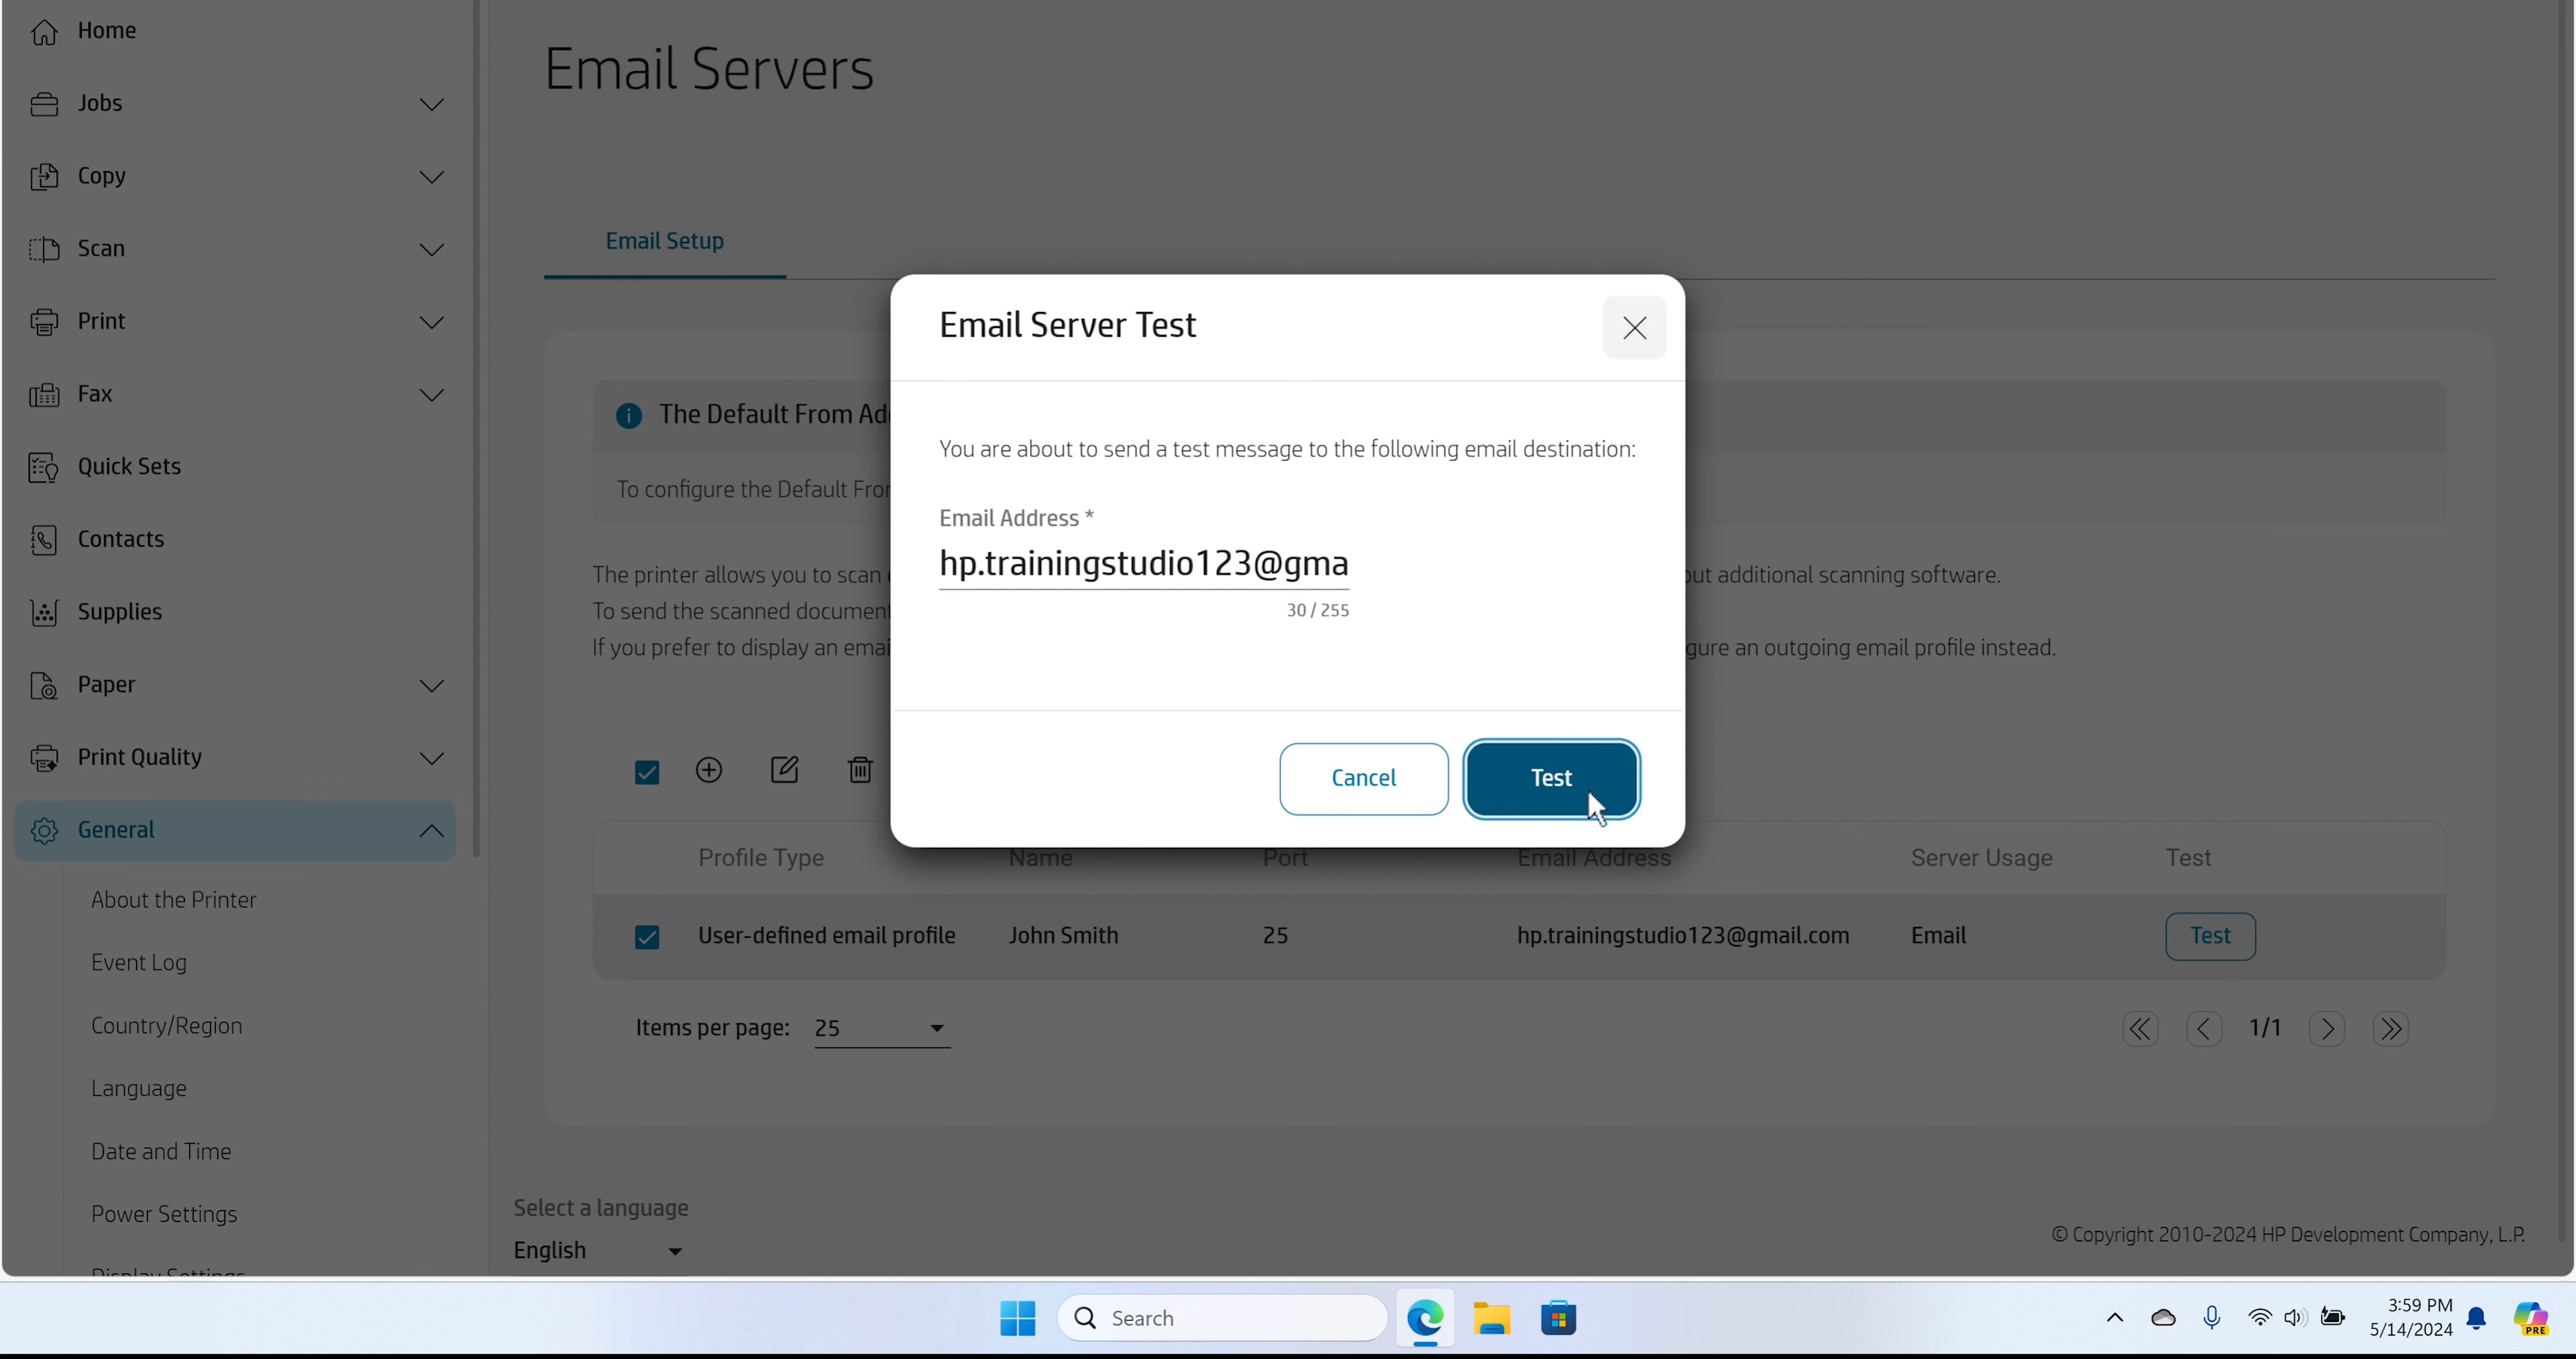 Home
Jobs
Copy
Scan
Print
Fax
Quick Sets
Contacts
Supplies
Paper
Print Quality
General
About the Printer
Event Log
Country/Region
Language
Date and Time
Power Settings
Display Settings
Email Servers
Email Setup
The Default From Ad
To configure the Default Fro
The printer allows you to scan
out additional scanning software.
To send the scanned document
If you prefer to display an emai
gure an outgoing email profile instead.
Email Server Test
You are about to send a test message to the following email destination:
Email Address *
hp.trainingstudio123@gma
30 / 255
Cancel
Test
Profile Type Name Port Email Address Server Usage Test
User-defined email profile John Smith 25 hp.trainingstudio123@gmail.com Email Test
Items per page: 25
1/1
Select a language
English
© Copyright 2010-2024 HP Development Company, L.P.
Search
3:59 PM
5/14/2024
PRE